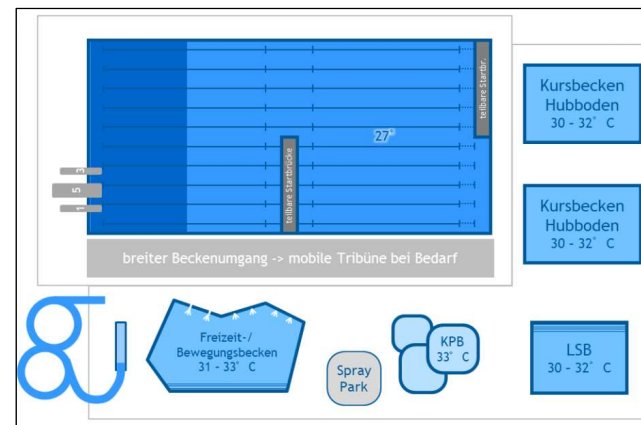 teilbare Startbr.
Kursbecken
Hubboden
30 - 32° C
27°
teilbare Startbrücke
3
5
1
Kursbecken
Hubboden
30 - 32° C
breiter Beckenumgang -> mobile Tribüne bei Bedarf
Freizeit-/
Bewegungsbecken
31 - 33° C
KPB
33° C
LSB
30 - 32° C
Spray
Park